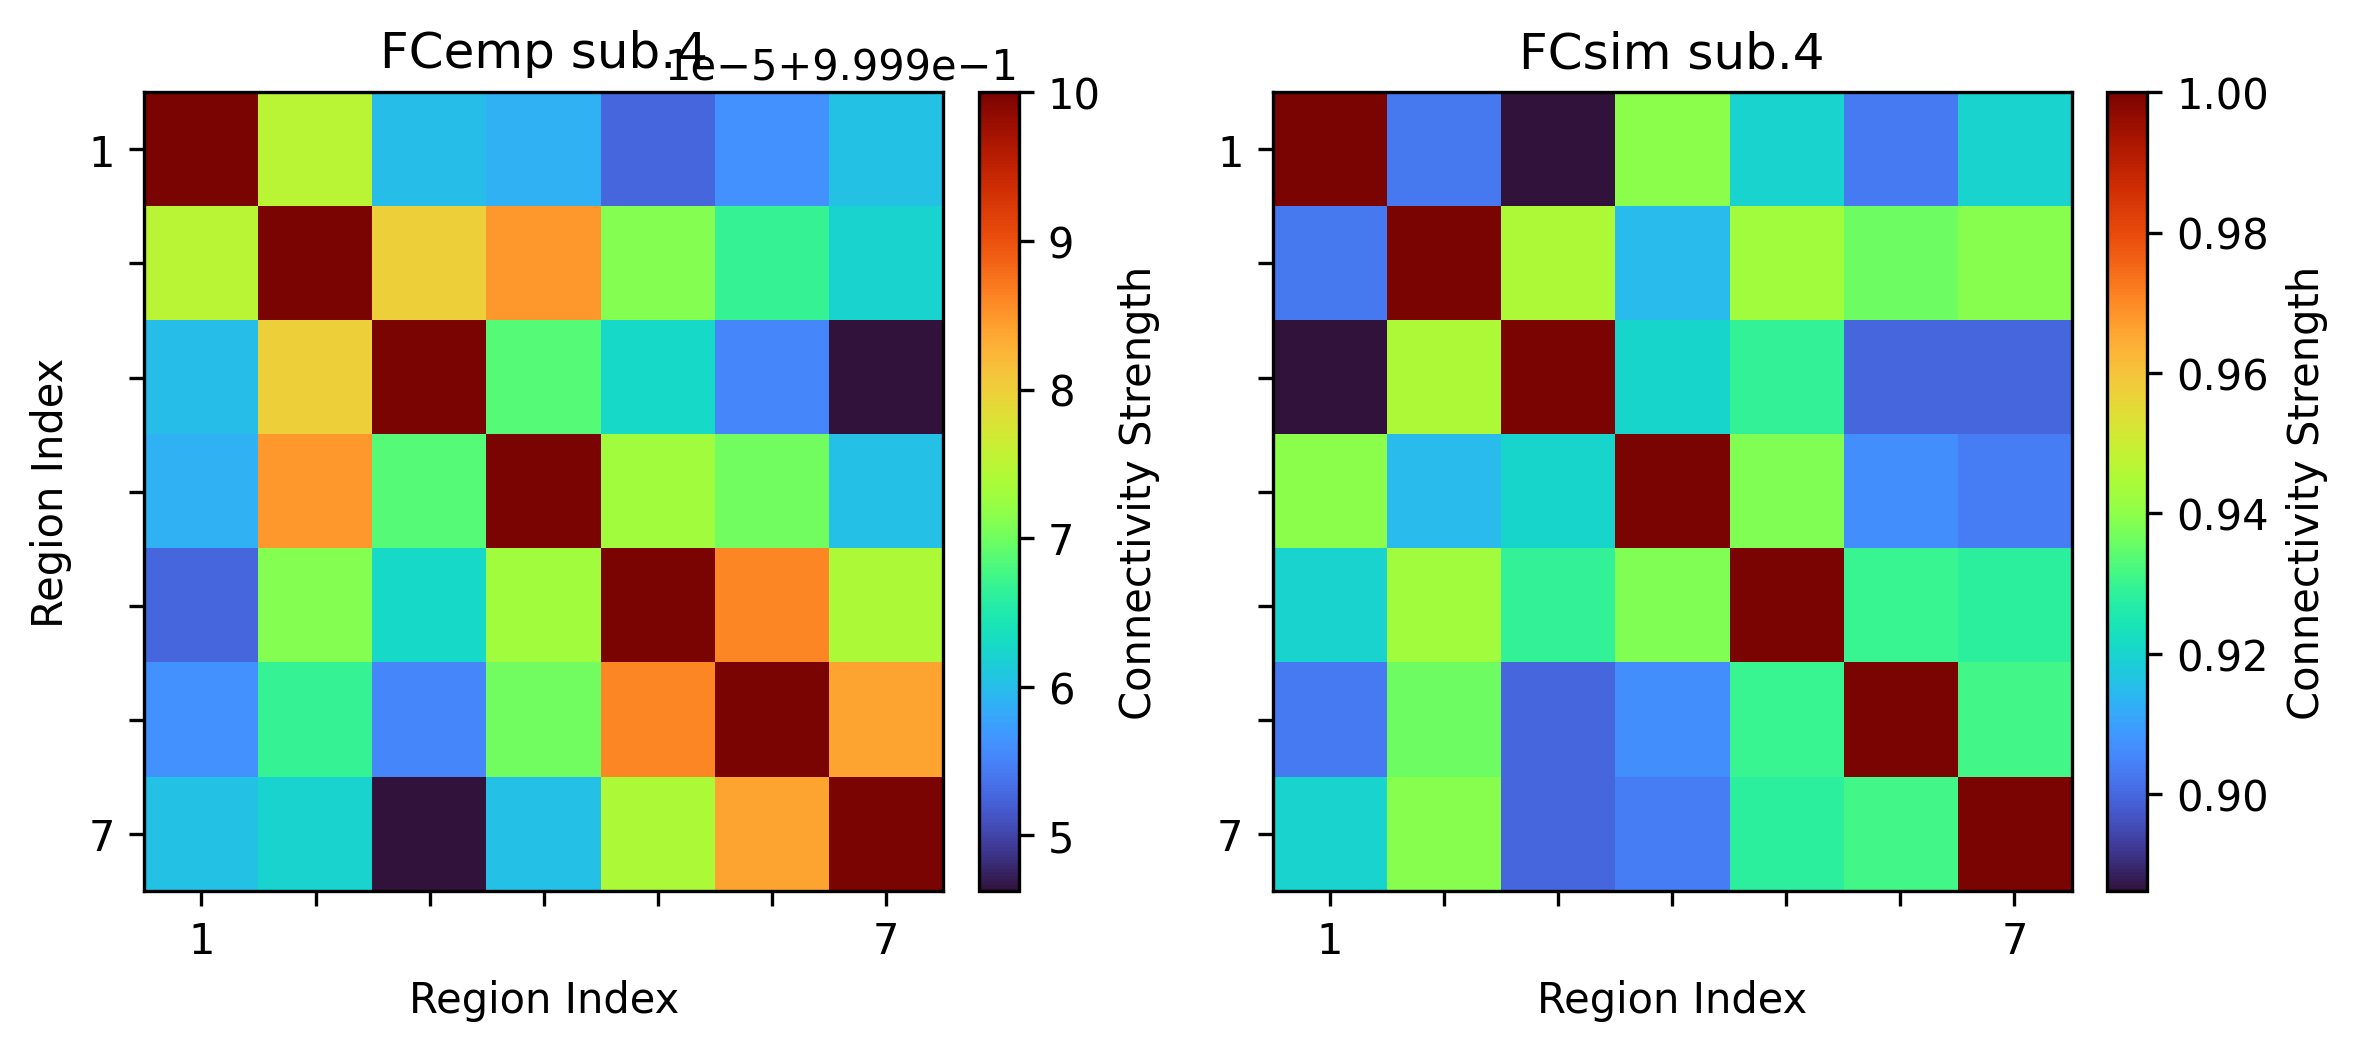 FCemp sub.4
1e−5+9.999e−1
1
7
1
7
Region Index
Region Index
10
9
8
7
6
5
Connectivity Strength
FCsim sub.4
1
7
1
7
Region Index
1.00
0.98
0.96
0.94
0.92
0.90
Connectivity Strength